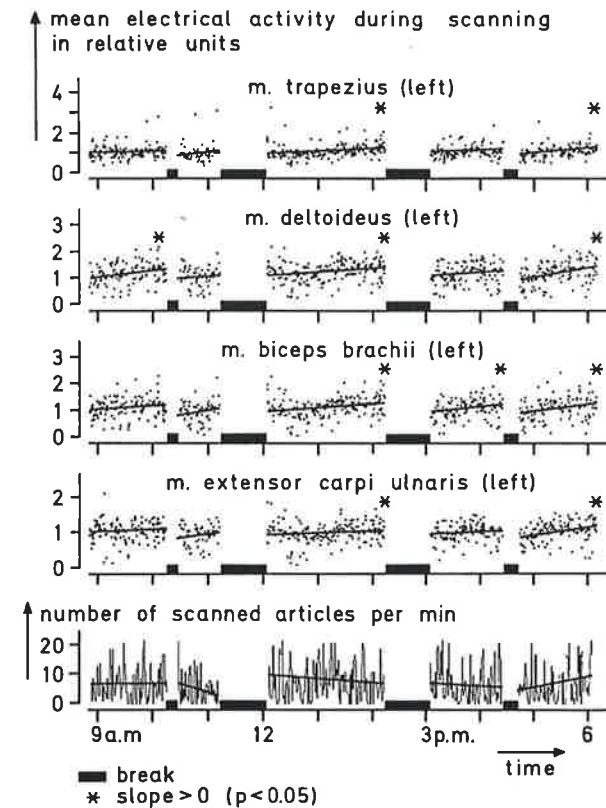 mean electrical activity during scanning
in relative units
m. trapezius (left)
4
2
0
*
*
m. deltoideus (left)
3
2
1
0
*
*
*
m. biceps brachii (left)
3
2
1
0
*
*
*
m. extensor carpi ulnaris (left)
2
1
0
*
*
number of scanned articles per min
20
10
0
9a.m 12 3p.m. 6
time
break
* slope > 0 (p<0.05)